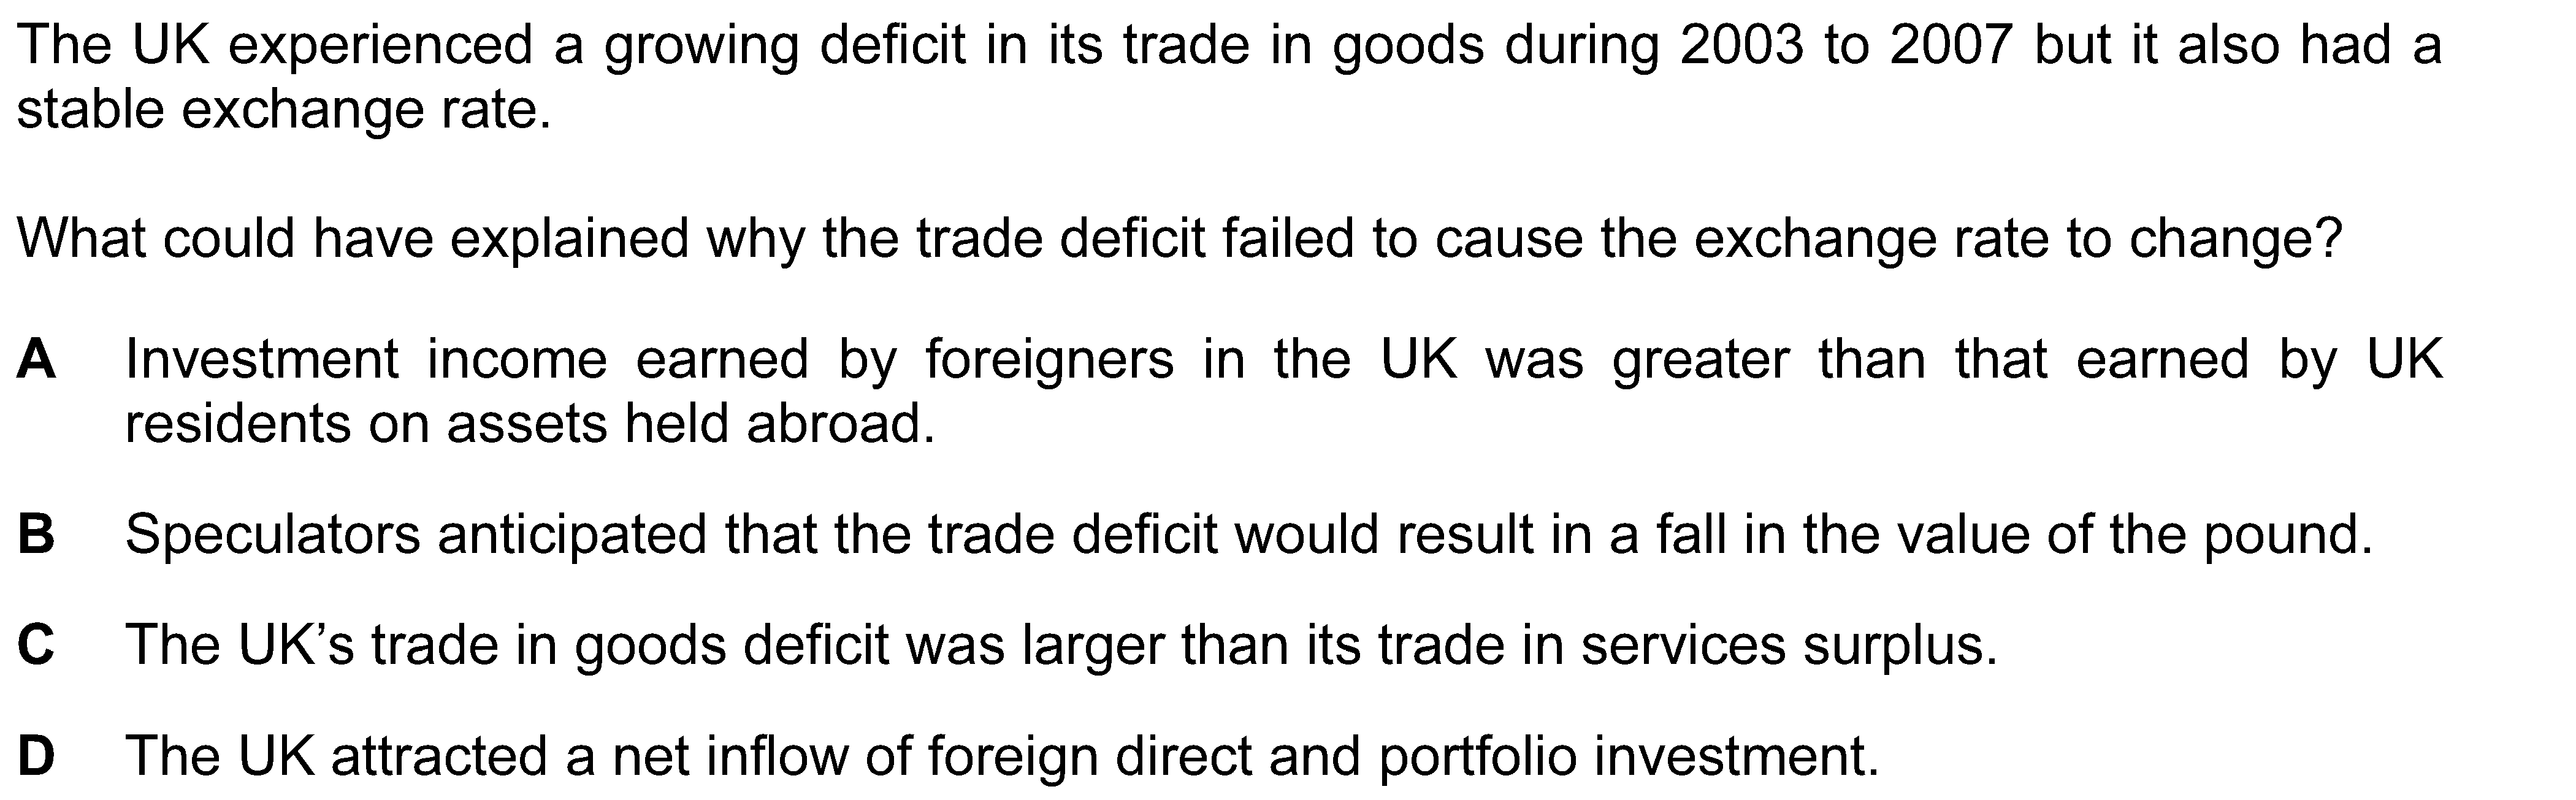 The UK experienced a growing deficit in its trade in goods during 2003 to 2007 but it also had a
stable exchange rate.
What could have explained why the trade deficit failed to cause the exchange rate to change?
A Investment income earned by foreigners in the UK was greater than that earned by UK
residents on assets held abroad.
B Speculators anticipated that the trade deficit would result in a fall in the value of the pound.
C The UK’s trade in goods deficit was larger than its trade in services surplus.
D The UK attracted a net inflow of foreign direct and portfolio investment.